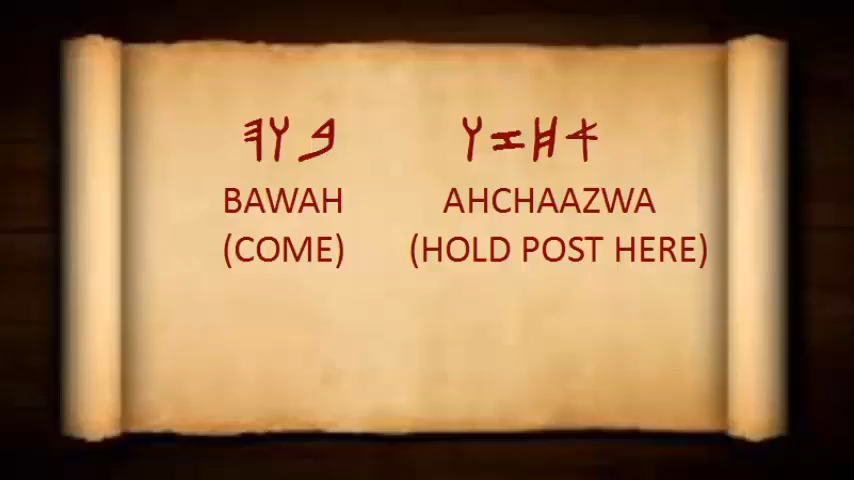 𐤁𐤅𐤄
BAWAH
(COME)
𐤀𐤇𐤆𐤅
AHCHAAZWA
(HOLD POST HERE)